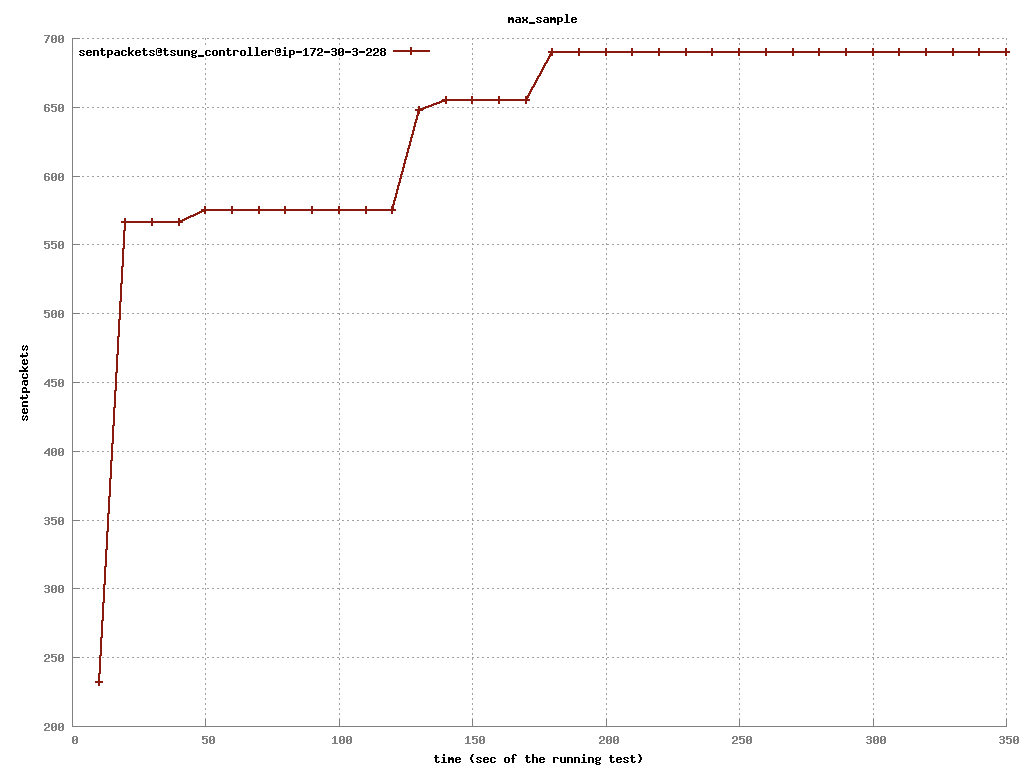 max_sample
700
sentpackets@tsung_controller@ip-172-30-3-228
650
600
550
500
450
400
350
300
250
200
sentpackets
0 50 100 150 200 250 300 350
time (sec of the running test)